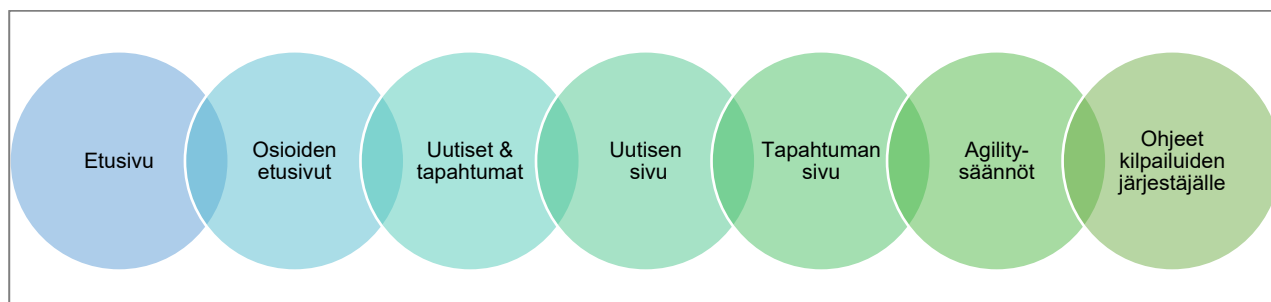 Etusivu
Osioiden
etusivut
Uutiset &
tapahtumat
Uutisen
sivu
Tapahtuman
sivu
Agility-
säännöt
Ohjeet
kilpailuiden
järjestäjälle